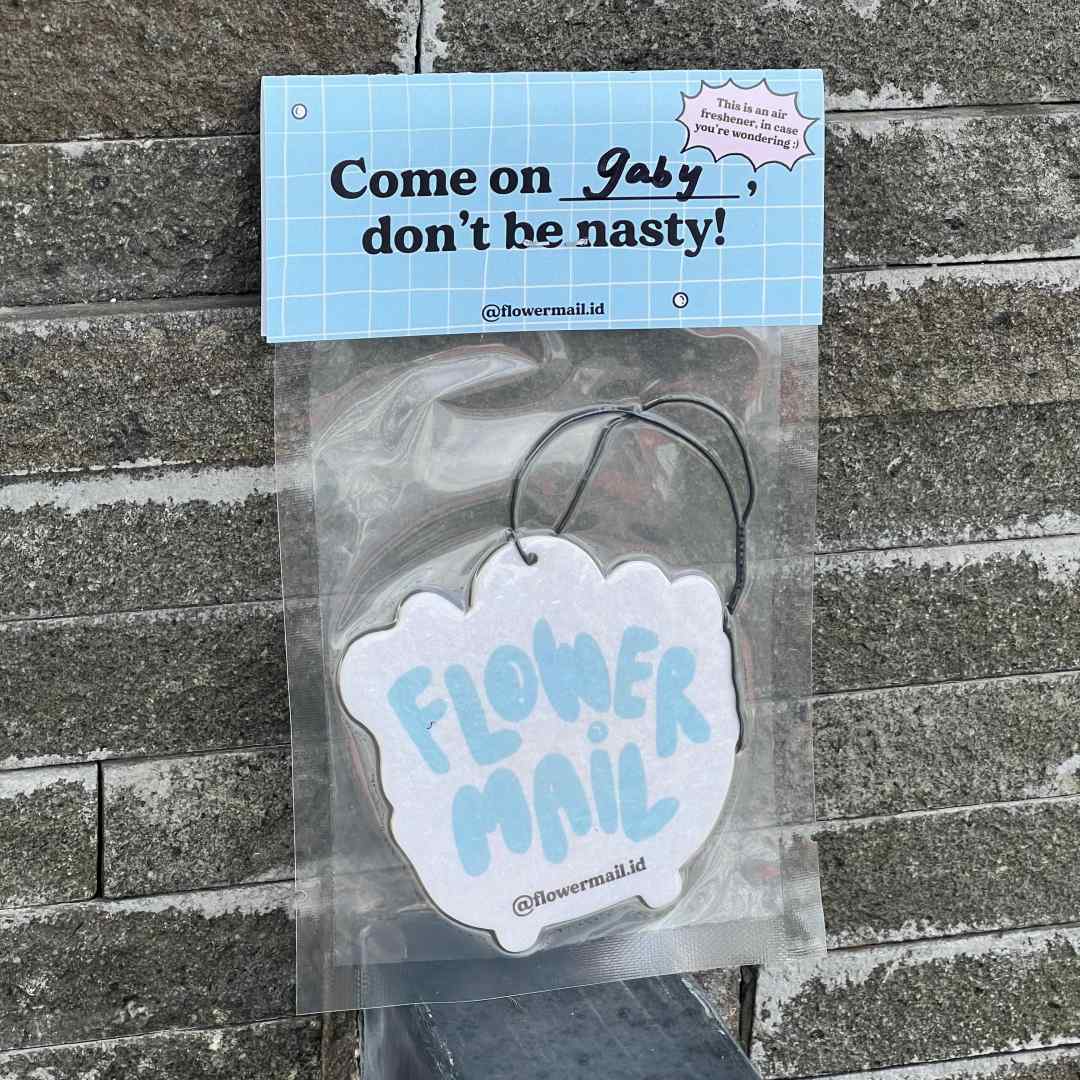 This is an air
freshener, in case
you're wondering :)
Come on gaby,
don't be nasty!
@flowermail.id
FLOWER
MAIL
@flowermail.id